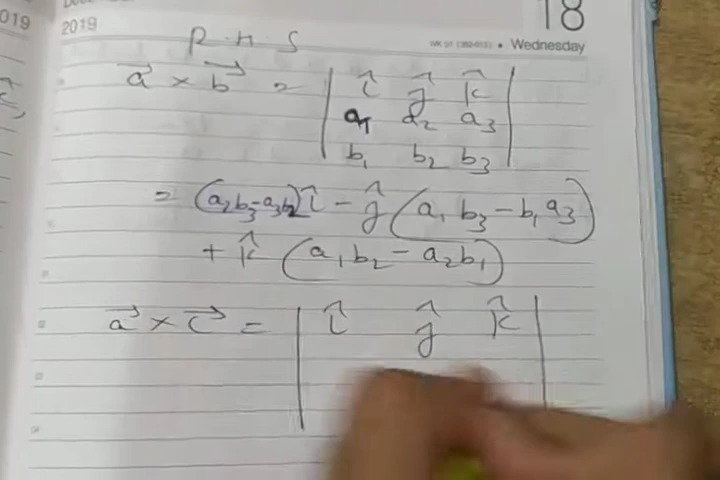 2019 2019 18
R H S
Wednesday
a⃗ × b⃗ = | î ĵ k̂ |
a₁ a₂ a₃
b₁ b₂ b₃
= (a₂b₃-a₃b₂)î - ĵ(a₁b₃-b₁a₃)
+ k̂(a₁b₂-a₂b₁)
a⃗ × c⃗ = | î ĵ k̂ |